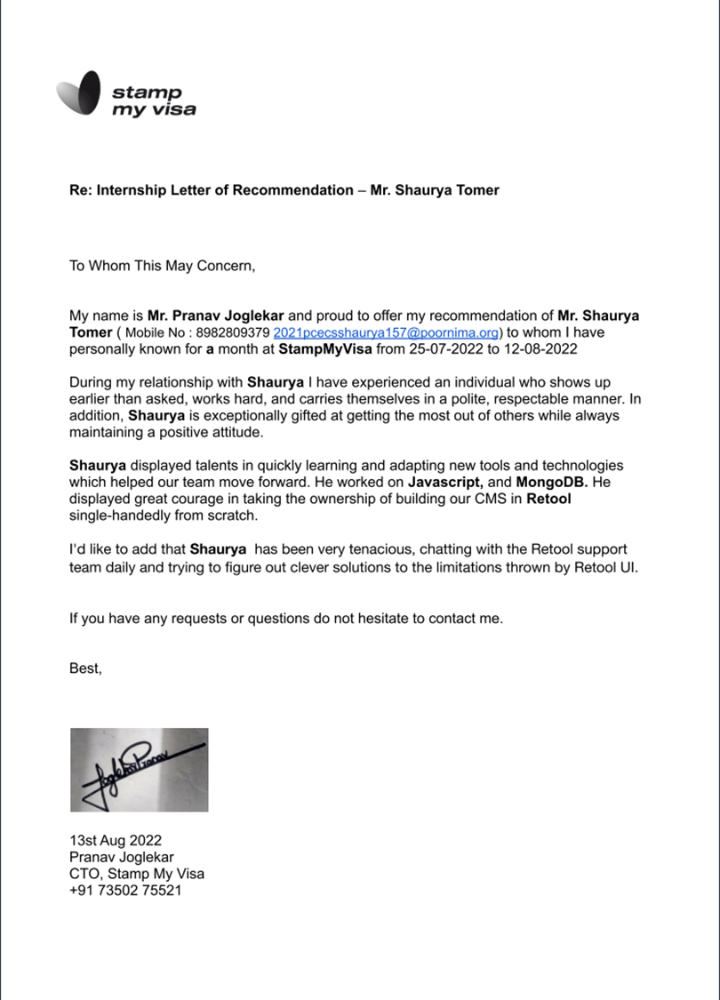 stamp
my visa
Re: Internship Letter of Recommendation – Mr. Shaurya Tomer
To Whom This May Concern,
My name is Mr. Pranav Joglekar and proud to offer my recommendation of Mr. Shaurya
Tomer ( Mobile No : 8982809379 2021pcecsshaurya157@poornima.org) to whom I have
personally known for a month at StampMyVisa from 25-07-2022 to 12-08-2022
During my relationship with Shaurya I have experienced an individual who shows up
earlier than asked, works hard, and carries themselves in a polite, respectable manner. In
addition, Shaurya is exceptionally gifted at getting the most out of others while always
maintaining a positive attitude.
Shaurya displayed talents in quickly learning and adapting new tools and technologies
which helped our team move forward. He worked on Javascript, and MongoDB. He
displayed great courage in taking the ownership of building our CMS in Retool
single-handedly from scratch.
I'd like to add that Shaurya  has been very tenacious, chatting with the Retool support
team daily and trying to figure out clever solutions to the limitations thrown by Retool UI.
If you have any requests or questions do not hesitate to contact me.
Best,
JoglekarPranav
13st Aug 2022
Pranav Joglekar
CTO, Stamp My Visa
+91 73502 75521